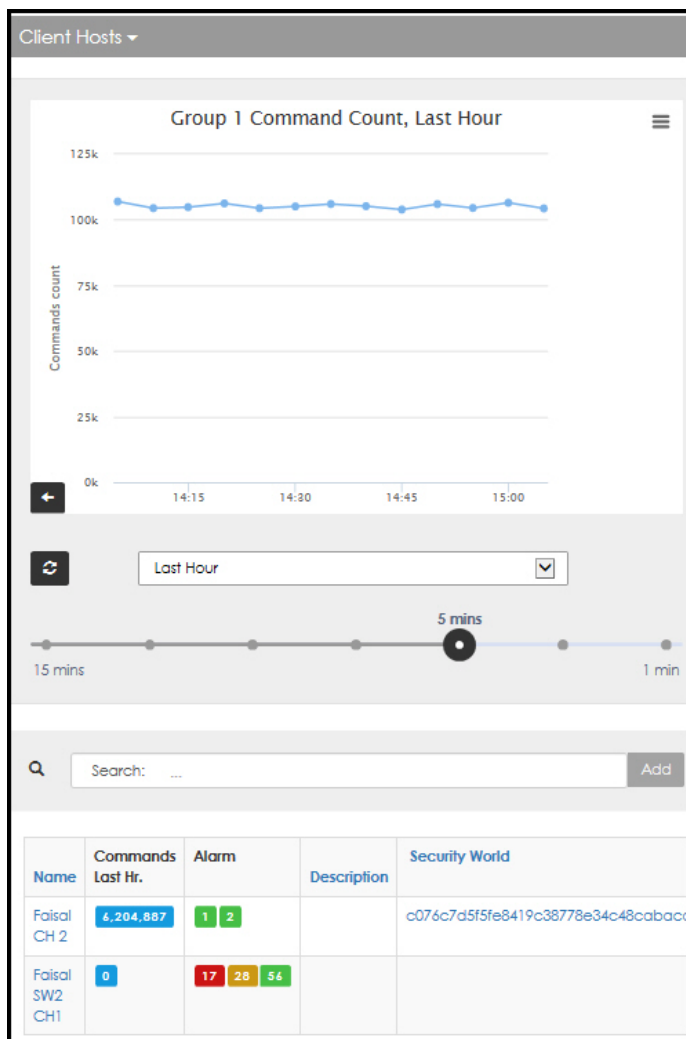 Client Hosts
Group 1 Command Count, Last Hour
125k
100k
75k
50k
25k
0k
Commands count
14:15 14:30 14:45 15:00
Last Hour
5 mins
15 mins 1 min
Search: ...
Add
Name Commands Last Hr. Alarm Description Security World
Faisal CH 2 6,204,887 1 2 c076c7d5f5fe8419c38778e34c48cabac
Faisal SW2 CH1 0 17 28 56